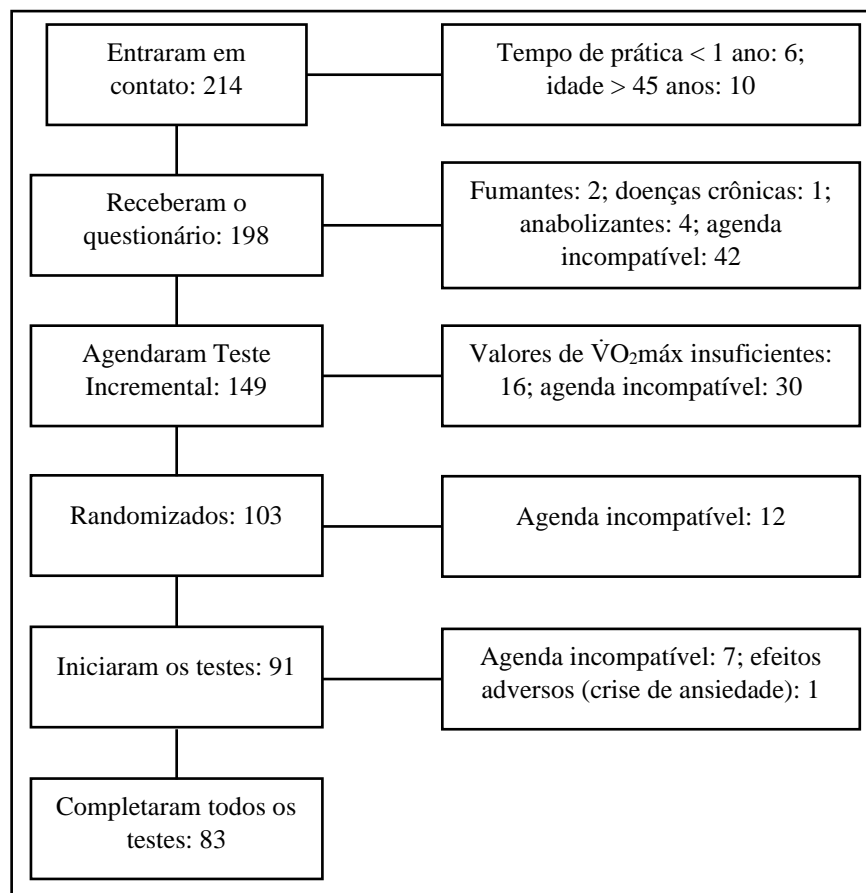 Entraram em
contato: 214
Tempo de prática < 1 ano: 6;
idade > 45 anos: 10
Receberam o
questionário: 198
Fumantes: 2; doenças crônicas: 1;
anabolizantes: 4; agenda
incompatível: 42
Agendaram Teste
Incremental: 149
Valores de V̇O₂máx insuficientes:
16; agenda incompatível: 30
Randomizados: 103
Agenda incompatível: 12
Iniciaram os testes: 91
Agenda incompatível: 7; efeitos
adversos (crise de ansiedade): 1
Completaram todos os
testes: 83